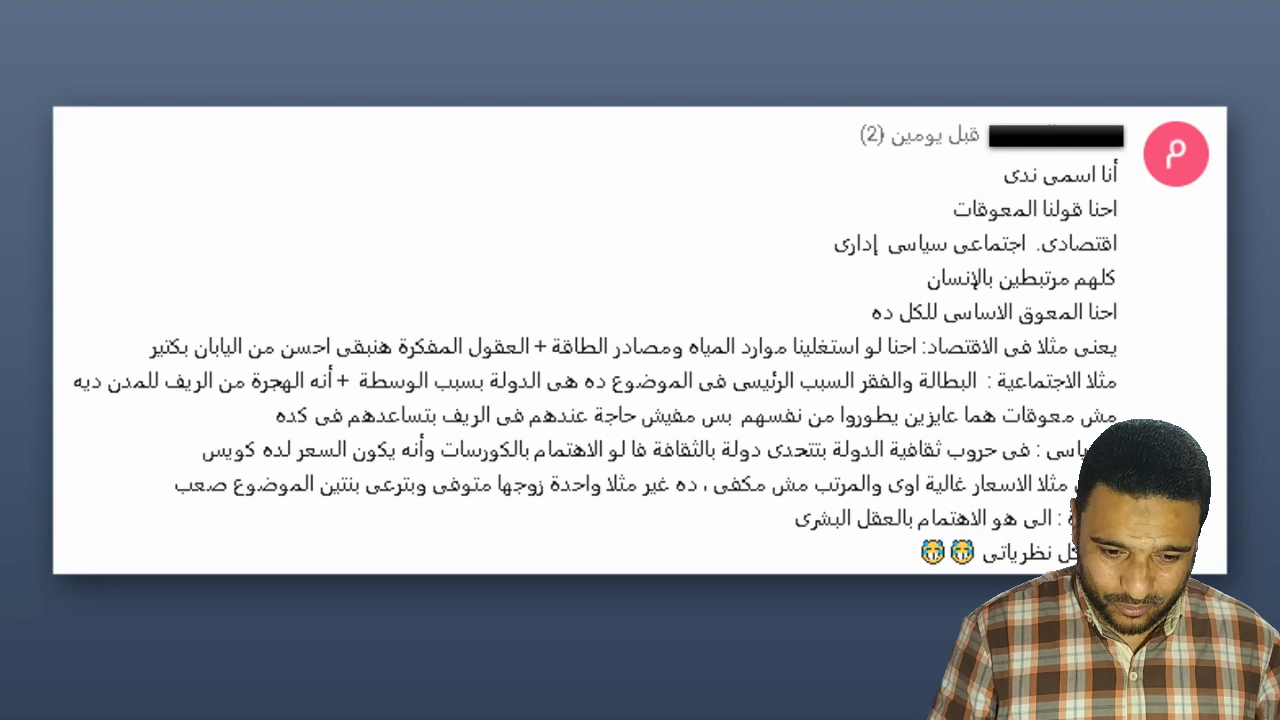 م
قبل يومين (2)
أنا اسمى ندى
احنا قولنا المعوقات
اقتصادى. اجتماعى سياسى إدارى
كلهم مرتبطين بالإنسان
احنا المعوق الاساسى للكل ده
يعنى مثلا فى الاقتصاد: احنا لو استغلينا موارد المياه ومصادر الطاقة + العقول المفكرة هنبقى احسن من اليابان بكتير
مثلا الاجتماعية : البطالة والفقر السبب الرئيسى فى الموضوع ده هى الدولة بسبب الوسطة + أنه الهجرة من الريف للمدن ديه
مش معوقات هما عايزين يطوروا من نفسهم بس مفيش حاجة عندهم فى الريف بتساعدهم فى كده
: فى حروب ثقافية الدولة بتتحدى دولة بالثقافة فا لو الاهتمام بالكورسات وأنه يكون السعر لده كويس
مثلا الاسعار غالية اوى والمرتب مش مكفى ، ده غير مثلا واحدة زوجها متوفى وبترعى بنتين الموضوع صعب
: الى هو الاهتمام بالعقل البشرى
نظرياتى 😂 😂